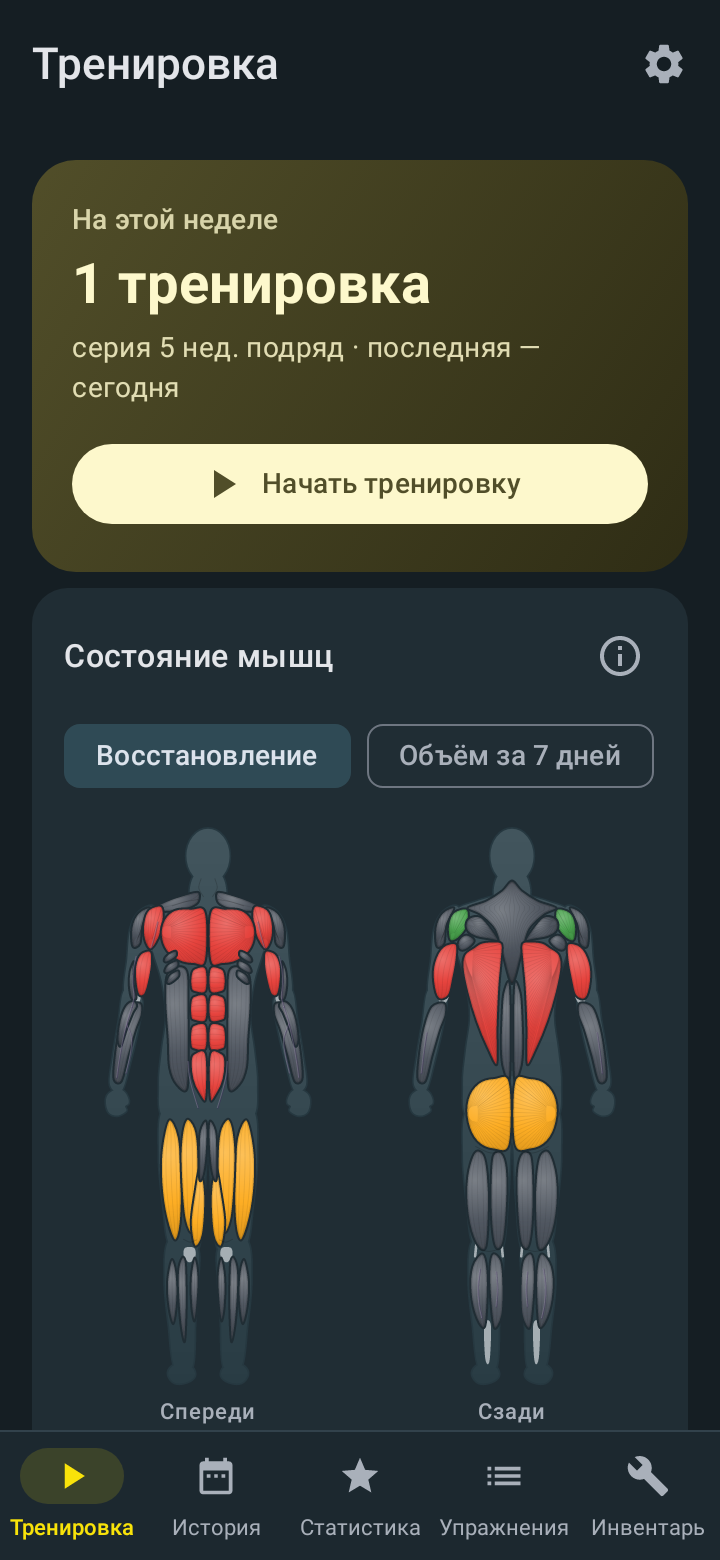 Тренировка
На этой неделе
1 тренировка
серия 5 нед. подряд · последняя —
сегодня
Начать тренировку
Состояние мышц
Восстановление
Объём за 7 дней
Спереди
Сзади
Тренировка
История
Статистика
Упражнения
Инвентарь